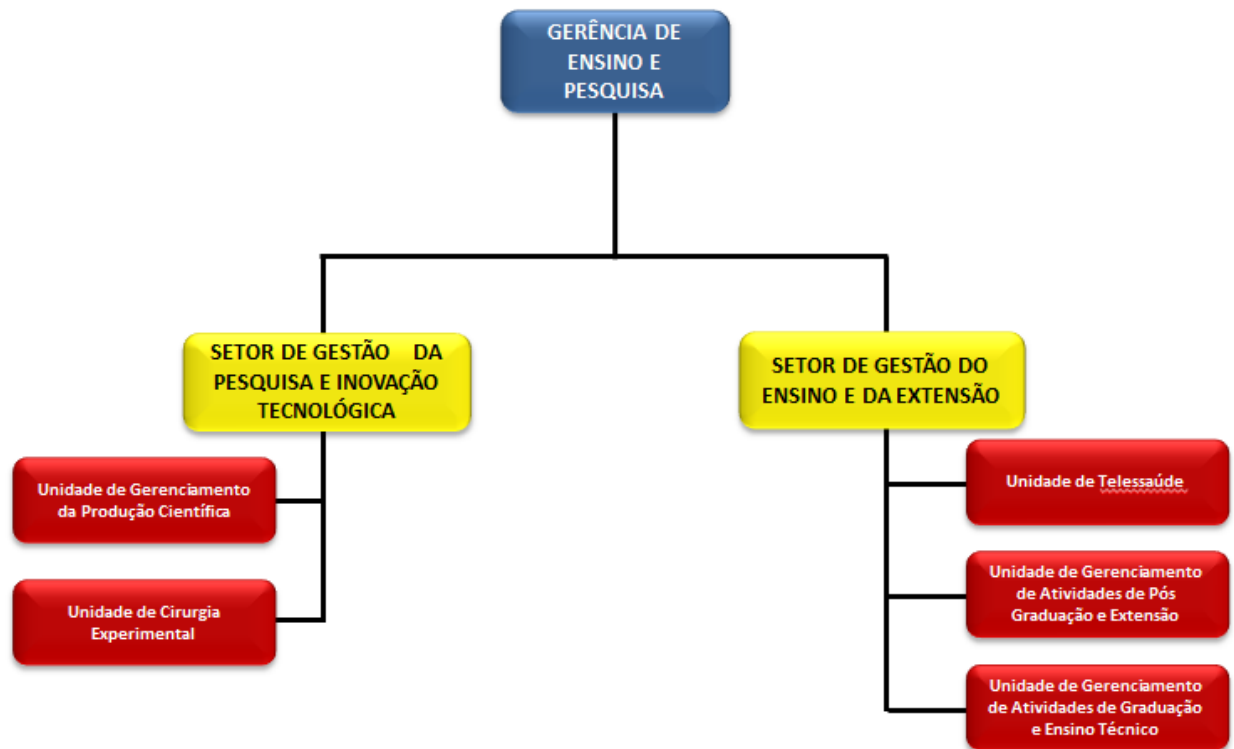 GERÊNCIA DE
ENSINO E
PESQUISA
SETOR DE GESTÃO DA
PESQUISA E INOVAÇÃO
TECNOLÓGICA
SETOR DE GESTÃO DO
ENSINO E DA EXTENSÃO
Unidade de Gerenciamento
da Produção Científica
Unidade de Cirurgia
Experimental
Unidade de Telessaúde
Unidade de Gerenciamento
de Atividades de Pós
Graduação e Extensão
Unidade de Gerenciamento
de Atividades de Graduação
e Ensino Técnico